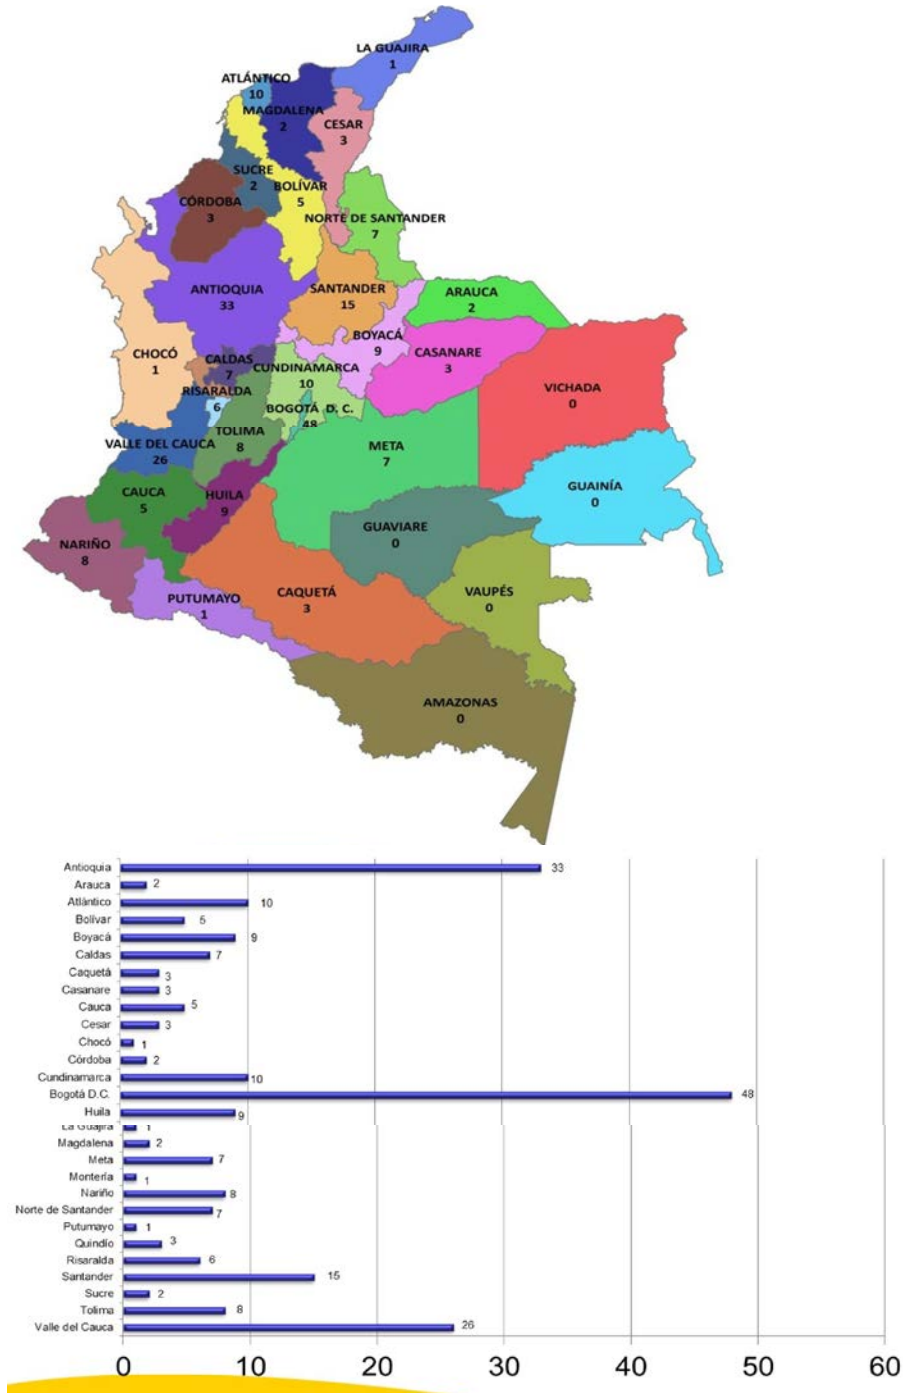 LA GUAJIRA
1
ATLÁNTICO
10
MAGDALENA
2
CESAR
3
SUCRE
2
BOLÍVAR
5
CÓRDOBA
3
NORTE DE SANTANDER
7
ANTIOQUIA
33
SANTANDER
15
ARAUCA
2
BOYACÁ
9
CASANARE
3
CHOCÓ
1
CALDAS
7
CUNDINAMARCA
10
VICHADA
0
RISARALDA
6
BOGOTÁ D. C.
48
TOLIMA
8
VALLE DEL CAUCA
26
META
7
GUAINÍA
0
CAUCA
5
HUILA
9
GUAVIARE
0
NARIÑO
8
PUTUMAYO
1
CAQUETÁ
3
VAUPÉS
0
AMAZONAS
0
Antioquia 33
Arauca 2
Atlántico 10
Bolívar 5
Boyacá 9
Caldas 7
Caquetá 3
Casanare 3
Cauca 5
Cesar 3
Chocó 1
Córdoba 2
Cundinamarca 10
Bogotá D.C. 48
Huila 9
La Guajira 1
Magdalena 2
Meta 7
Montería 1
Nariño 8
Norte de Santander 7
Putumayo 1
Quindío 3
Risaralda 6
Santander 15
Sucre 2
Tolima 8
Valle del Cauca 26
0 10 20 30 40 50 60